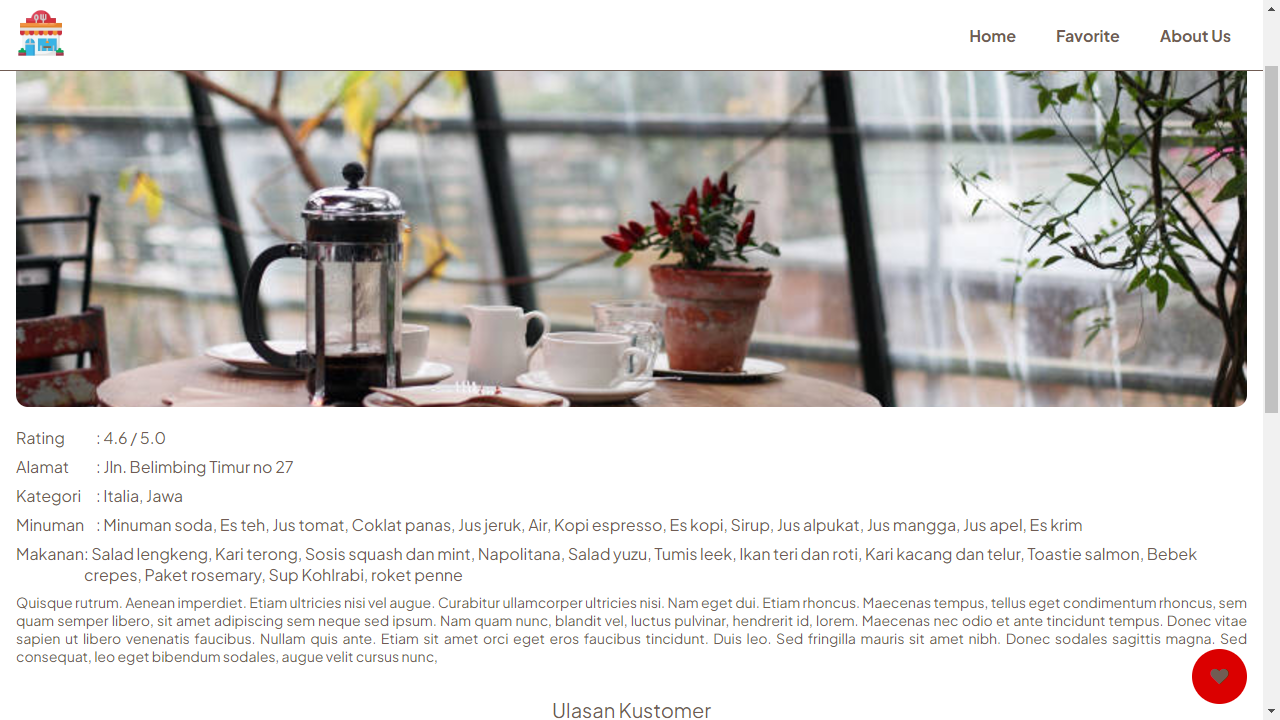 Home Favorite About Us
Rating : 4.6 / 5.0
Alamat : Jln. Belimbing Timur no 27
Kategori : Italia, Jawa
Minuman : Minuman soda, Es teh, Jus tomat, Coklat panas, Jus jeruk, Air, Kopi espresso, Es kopi, Sirup, Jus alpukat, Jus mangga, Jus apel, Es krim
Makanan: Salad lengkeng, Kari terong, Sosis squash dan mint, Napolitana, Salad yuzu, Tumis leek, Ikan teri dan roti, Kari kacang dan telur, Toastie salmon, Bebek
crepes, Paket rosemary, Sup Kohlrabi, roket penne
Quisque rutrum. Aenean imperdiet. Etiam ultricies nisi vel augue. Curabitur ullamcorper ultricies nisi. Nam eget dui. Etiam rhoncus. Maecenas tempus, tellus eget condimentum rhoncus, sem
quam semper libero, sit amet adipiscing sem neque sed ipsum. Nam quam nunc, blandit vel, luctus pulvinar, hendrerit id, lorem. Maecenas nec odio et ante tincidunt tempus. Donec vitae
sapien ut libero venenatis faucibus. Nullam quis ante. Etiam sit amet orci eget eros faucibus tincidunt. Duis leo. Sed fringilla mauris sit amet nibh. Donec sodales sagittis magna. Sed
consequat, leo eget bibendum sodales, augue velit cursus nunc,
Ulasan Kustomer